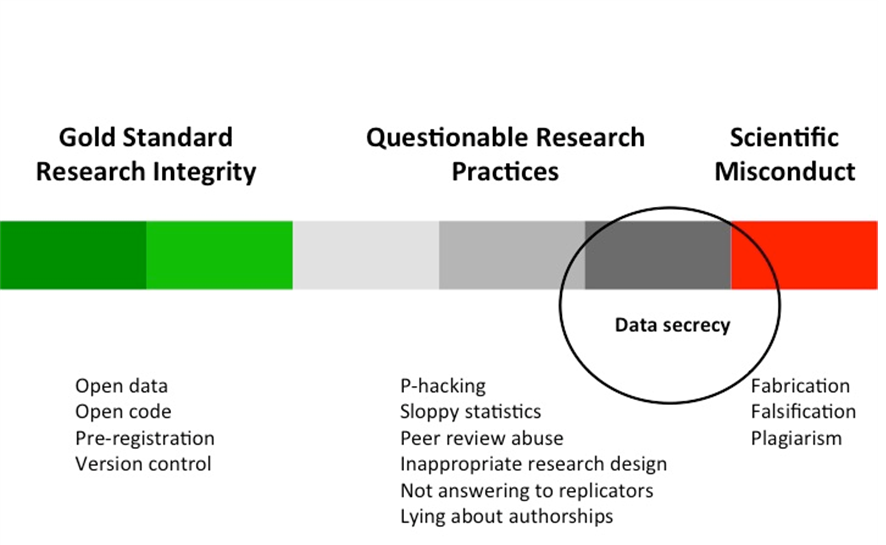 Gold Standard
Research Integrity
Questionable Research
Practices
Scientific
Misconduct
Data secrecy
Open data
Open code
Pre-registration
Version control
P-hacking
Sloppy statistics
Peer review abuse
Inappropriate research design
Not answering to replicators
Lying about authorships
Fabrication
Falsification
Plagiarism